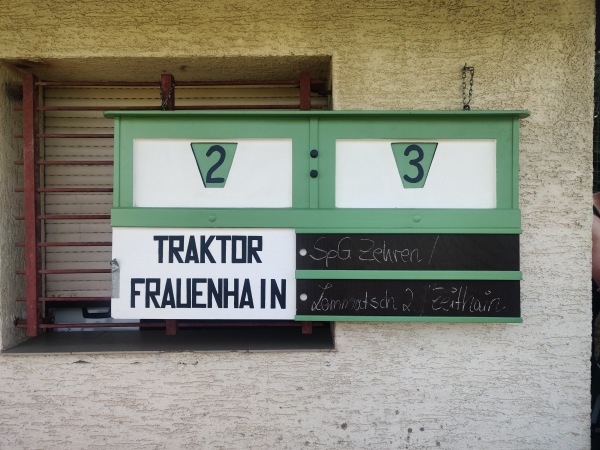 2 : 3
TRAKTOR
FRAUENHAIN
SpG Zehren /
Lommatsch 2 / Zeithain